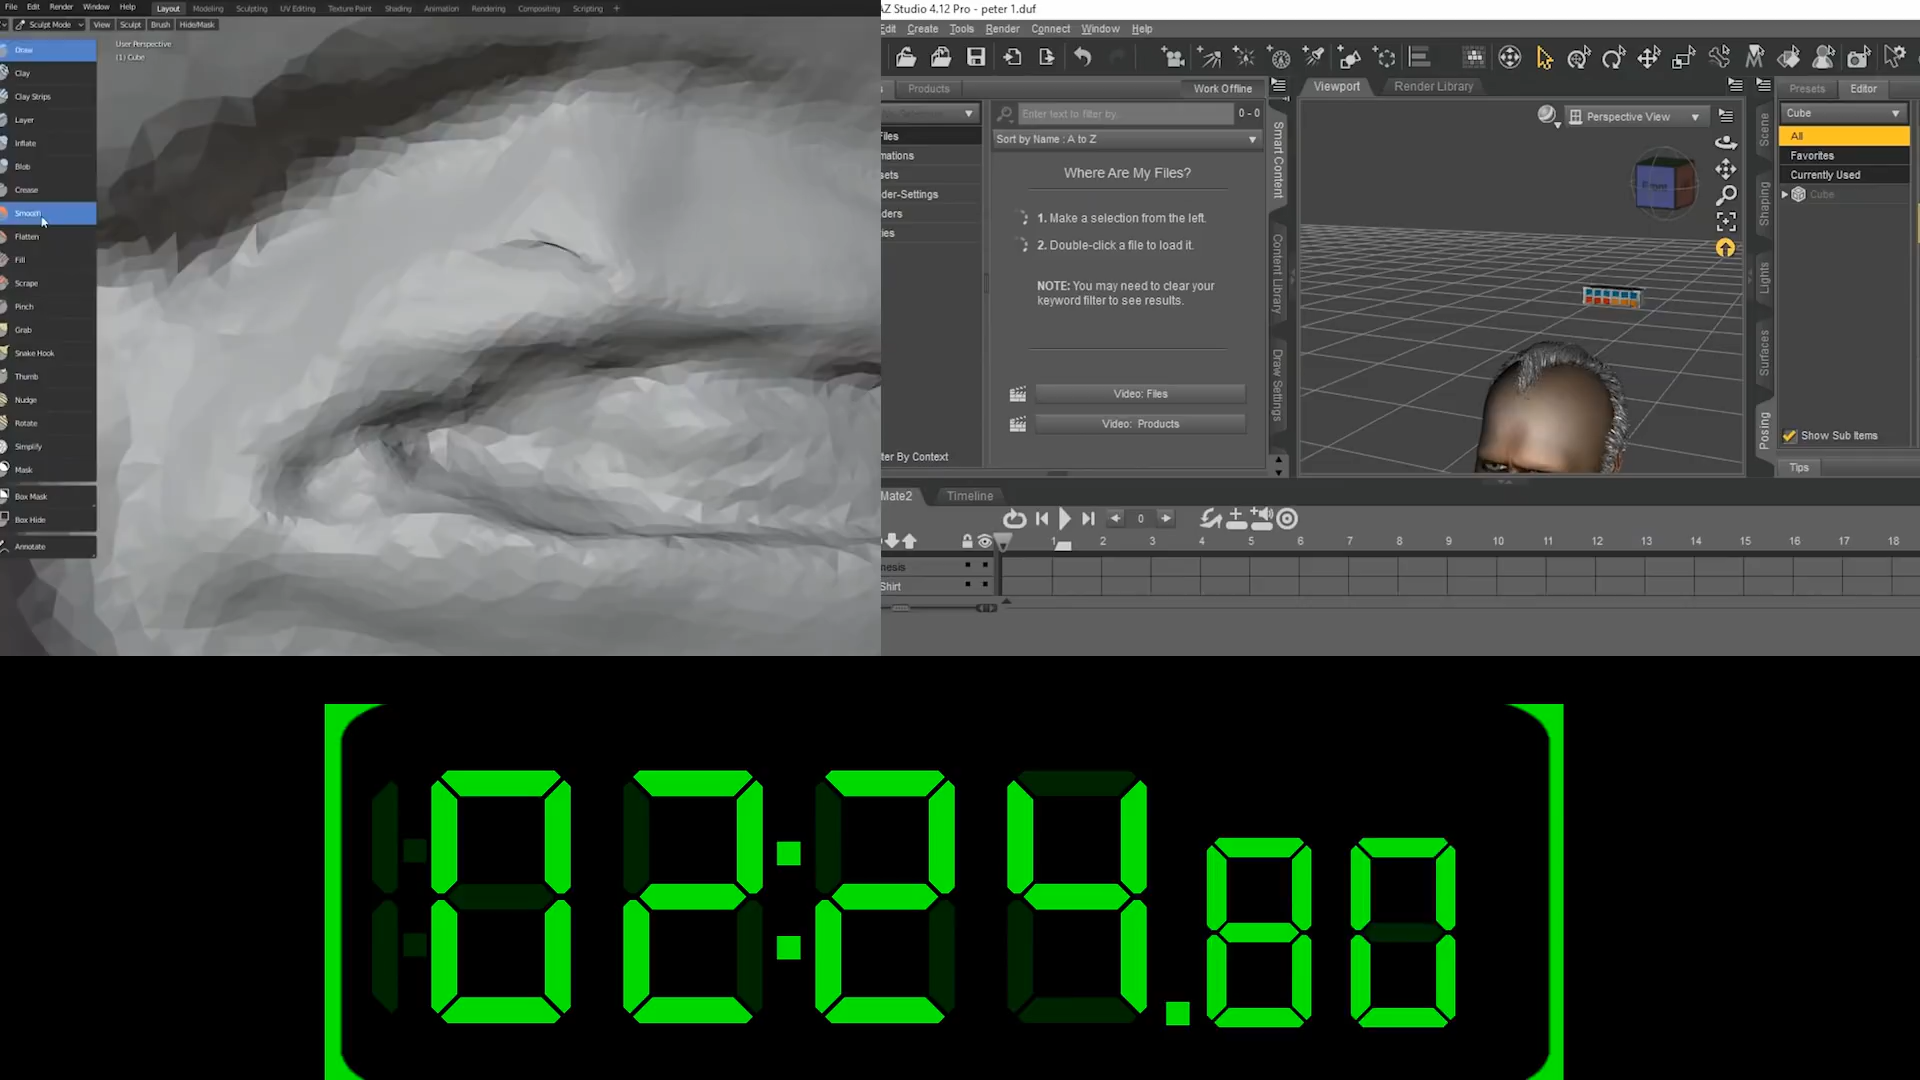 File Edit Render Window Help Layout Modeling Sculpting UV Editing Texture Paint Shading Animation Rendering Compositing Scripting +
Sculpt Mode View Sculpt Brush Hide/Mask
User Perspective
(1) Cube
Draw
Clay
Clay Strips
Layer
Inflate
Blob
Crease
Smooth
Flatten
Fill
Scrape
Pinch
Grab
Snake Hook
Thumb
Nudge
Rotate
Simplify
Mask
Box Mask
Box Hide
Annotate
AZ Studio 4.12 Pro - peter 1.duf
Edit Create Tools Render Connect Window Help
s Products Work Offline
Enter text to filter by... 0 - 0
Sort by Name : A to Z
iles
mations
sets
der-Settings
ders
ies
ter By Context
Where Are My Files?
1. Make a selection from the left.
2. Double-click a file to load it.
NOTE: You may need to clear your
keyword filter to see results.
Video: Files
Video: Products
Smart Content
Content Library
Draw Settings
Viewport Render Library
Perspective View
Front
Scene
Shaping
Lights
Surfaces
Posing
Presets Editor
Cube
All
Favorites
Currently Used
Cube
Show Sub Items
Tips
Mate2 Timeline
0
1 2 3 4 5 6 7 8 9 10 11 12 13 14 15 16 17 18
nesis
Shirt
02:24.80